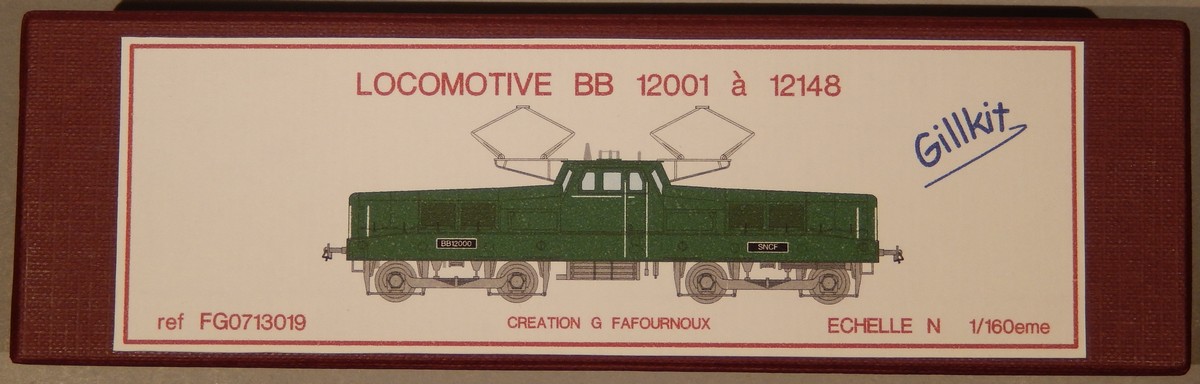 LOCOMOTIVE BB 12001 à 12148
Gillkit
BB12000
SNCF
ref FG0713019
CREATION G FAFOURNOUX
ECHELLE N 1/160eme